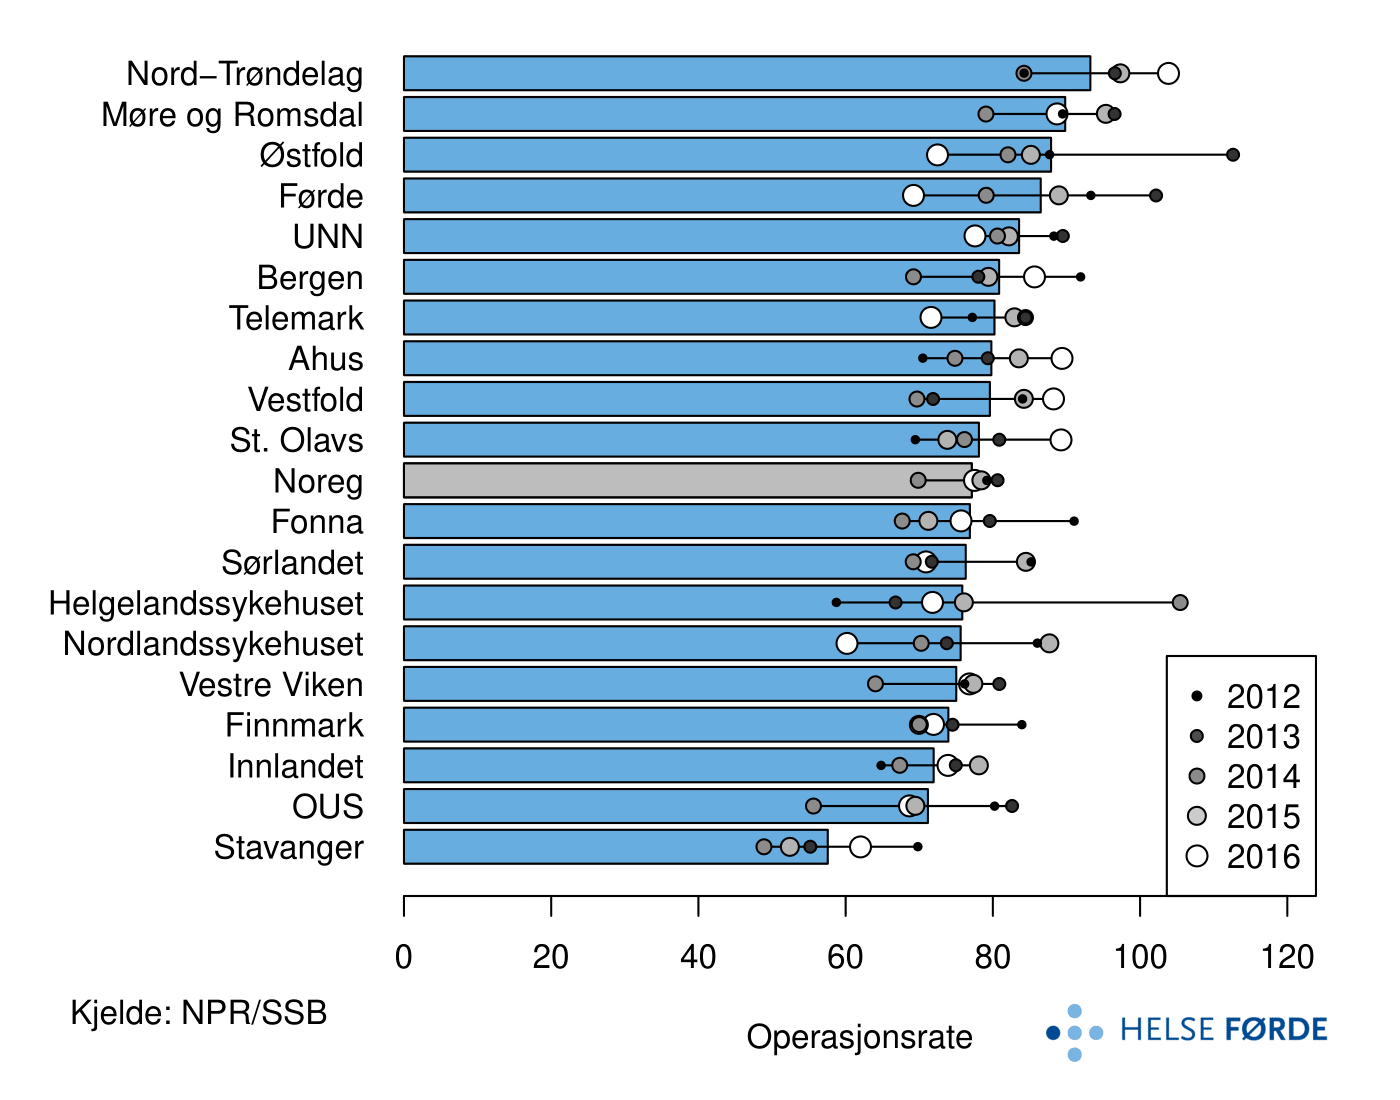 Nord−Trøndelag
Møre og Romsdal
Østfold
Førde
UNN
Bergen
Telemark
Ahus
Vestfold
St. Olavs
Noreg
Fonna
Sørlandet
Helgelandssykehuset
Nordlandssykehuset
Vestre Viken
Finnmark
Innlandet
OUS
Stavanger
2012
2013
2014
2015
2016
0 20 40 60 80 100 120
Kjelde: NPR/SSB
Operasjonsrate
HELSE FØRDE